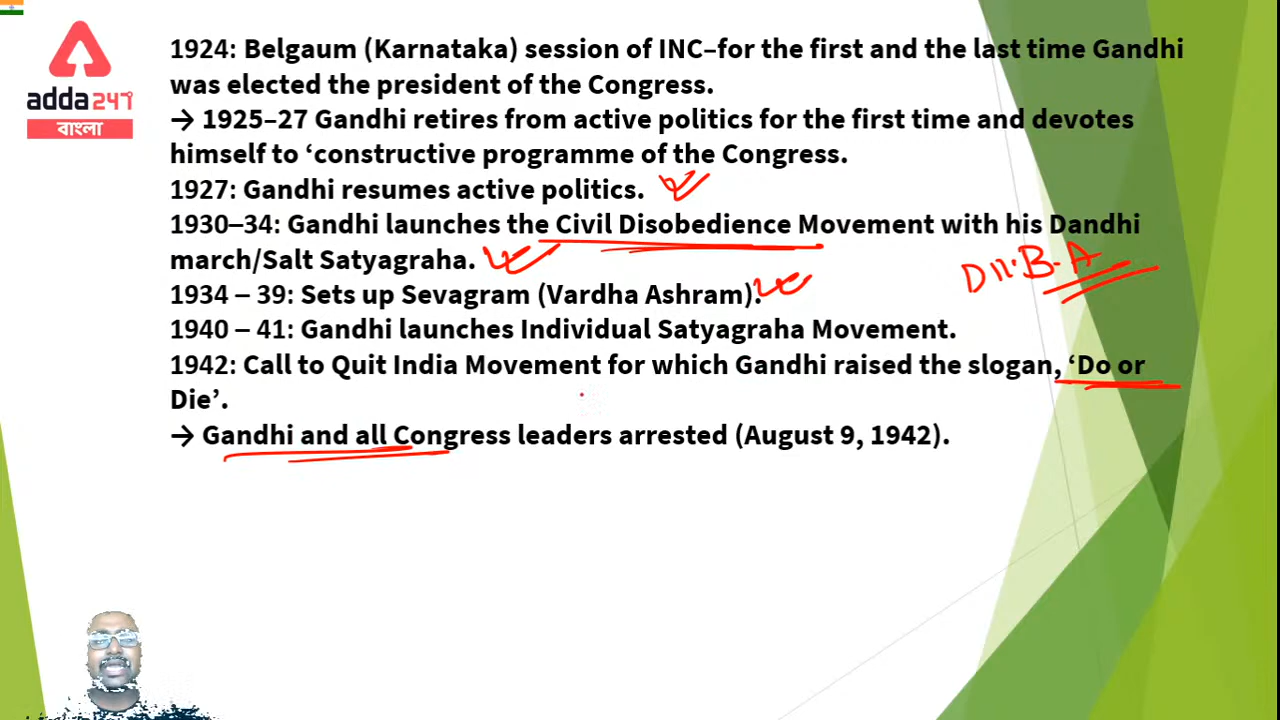 adda 247
বাংলা
1924: Belgaum (Karnataka) session of INC–for the first and the last time Gandhi
was elected the president of the Congress.
→ 1925–27 Gandhi retires from active politics for the first time and devotes
himself to ‘constructive programme of the Congress.
1927: Gandhi resumes active politics.
1930–34: Gandhi launches the Civil Disobedience Movement with his Dandhi
march/Salt Satyagraha.
1934 – 39: Sets up Sevagram (Vardha Ashram).
1940 – 41: Gandhi launches Individual Satyagraha Movement.
1942: Call to Quit India Movement for which Gandhi raised the slogan, ‘Do or
Die’.
→ Gandhi and all Congress leaders arrested (August 9, 1942).